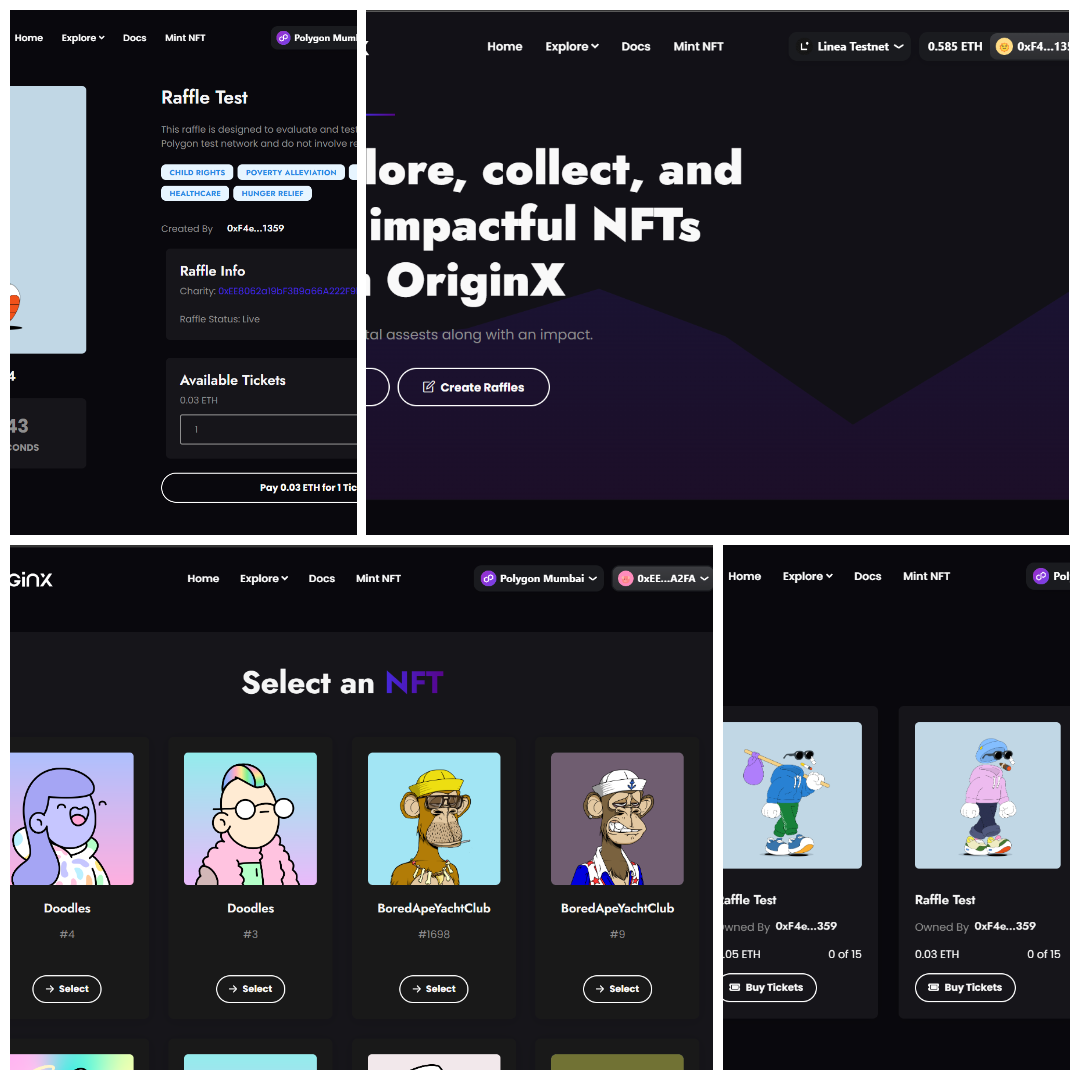 Home Explore Docs Mint NFT
Raffle Test
This raffle is designed to evaluate and test
Polygon test network and do not involve re
CHILD RIGHTS POVERTY ALLEVIATION
HEALTHCARE HUNGER RELIEF
Created By 0xF4e...1359
Raffle Info
Charity:
Raffle Status: Live
4
Available Tickets
0.03 ETH
43
1
CONDS
Pay 0.03 ETH for 1 Tic
Home Explore Docs Mint NFT Linea Testnet 0.585 ETH 0xF4...135
lore, collect, and
impactful NFTs
OriginX
tal assests along with an impact.
Create Raffles
ginX Home Explore Docs Mint NFT Polygon Mumbai 0xEE...A2FA
Select an NFT
Doodles Doodles BoredApeYachtClub BoredApeYachtClub
#4 #3 #1698 #9
Select Select Select Select
Home Explore Docs Mint NFT Pol
affle Test Raffle Test
wned By 0xF4e...359 Owned By 0xF4e...359
.05 ETH 0 of 15 0.03 ETH 0 of 15
Buy Tickets Buy Tickets